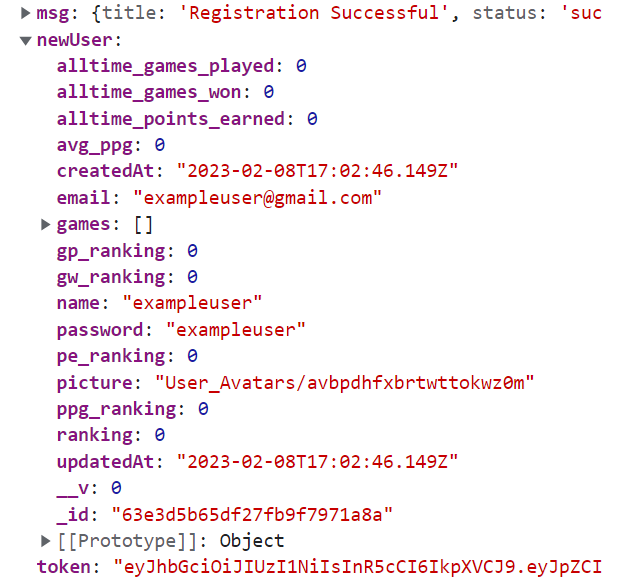 msg: {title: 'Registration Successful', status: 'suc
newUser:
alltime_games_played: 0
alltime_games_won: 0
alltime_points_earned: 0
avg_ppg: 0
createdAt: "2023-02-08T17:02:46.149Z"
email: "exampleuser@gmail.com"
games: []
gp_ranking: 0
gw_ranking: 0
name: "exampleuser"
password: "exampleuser"
pe_ranking: 0
picture: "User_Avatars/avbpdhfxbrtwttokwz0m"
ppg_ranking: 0
ranking: 0
updatedAt: "2023-02-08T17:02:46.149Z"
__v: 0
_id: "63e3d5b65df27fb9f7971a8a"
[[Prototype]]: Object
token: "eyJhbGciOiJIUzI1NiIsInR5cCI6IkpXVCJ9.eyJpZCI